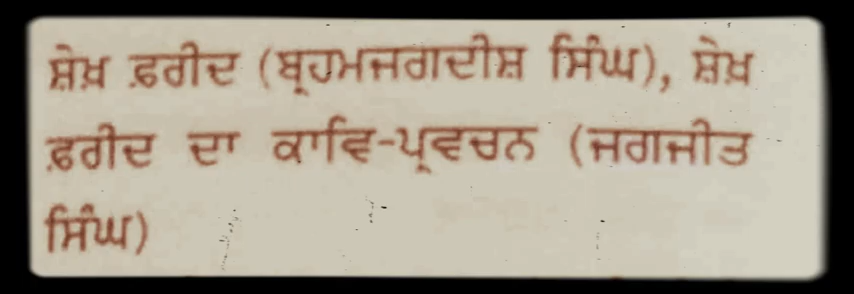 ਸ਼ੇਖ਼ ਫ਼ਰੀਦ (ਬ੍ਰਹਮਜਗਦੀਸ਼ ਸਿੰਘ), ਸ਼ੇਖ਼
ਫ਼ਰੀਦ ਦਾ ਕਾਵਿ-ਪ੍ਰਵਚਨ (ਜਗਜੀਤ
ਸਿੰਘ)